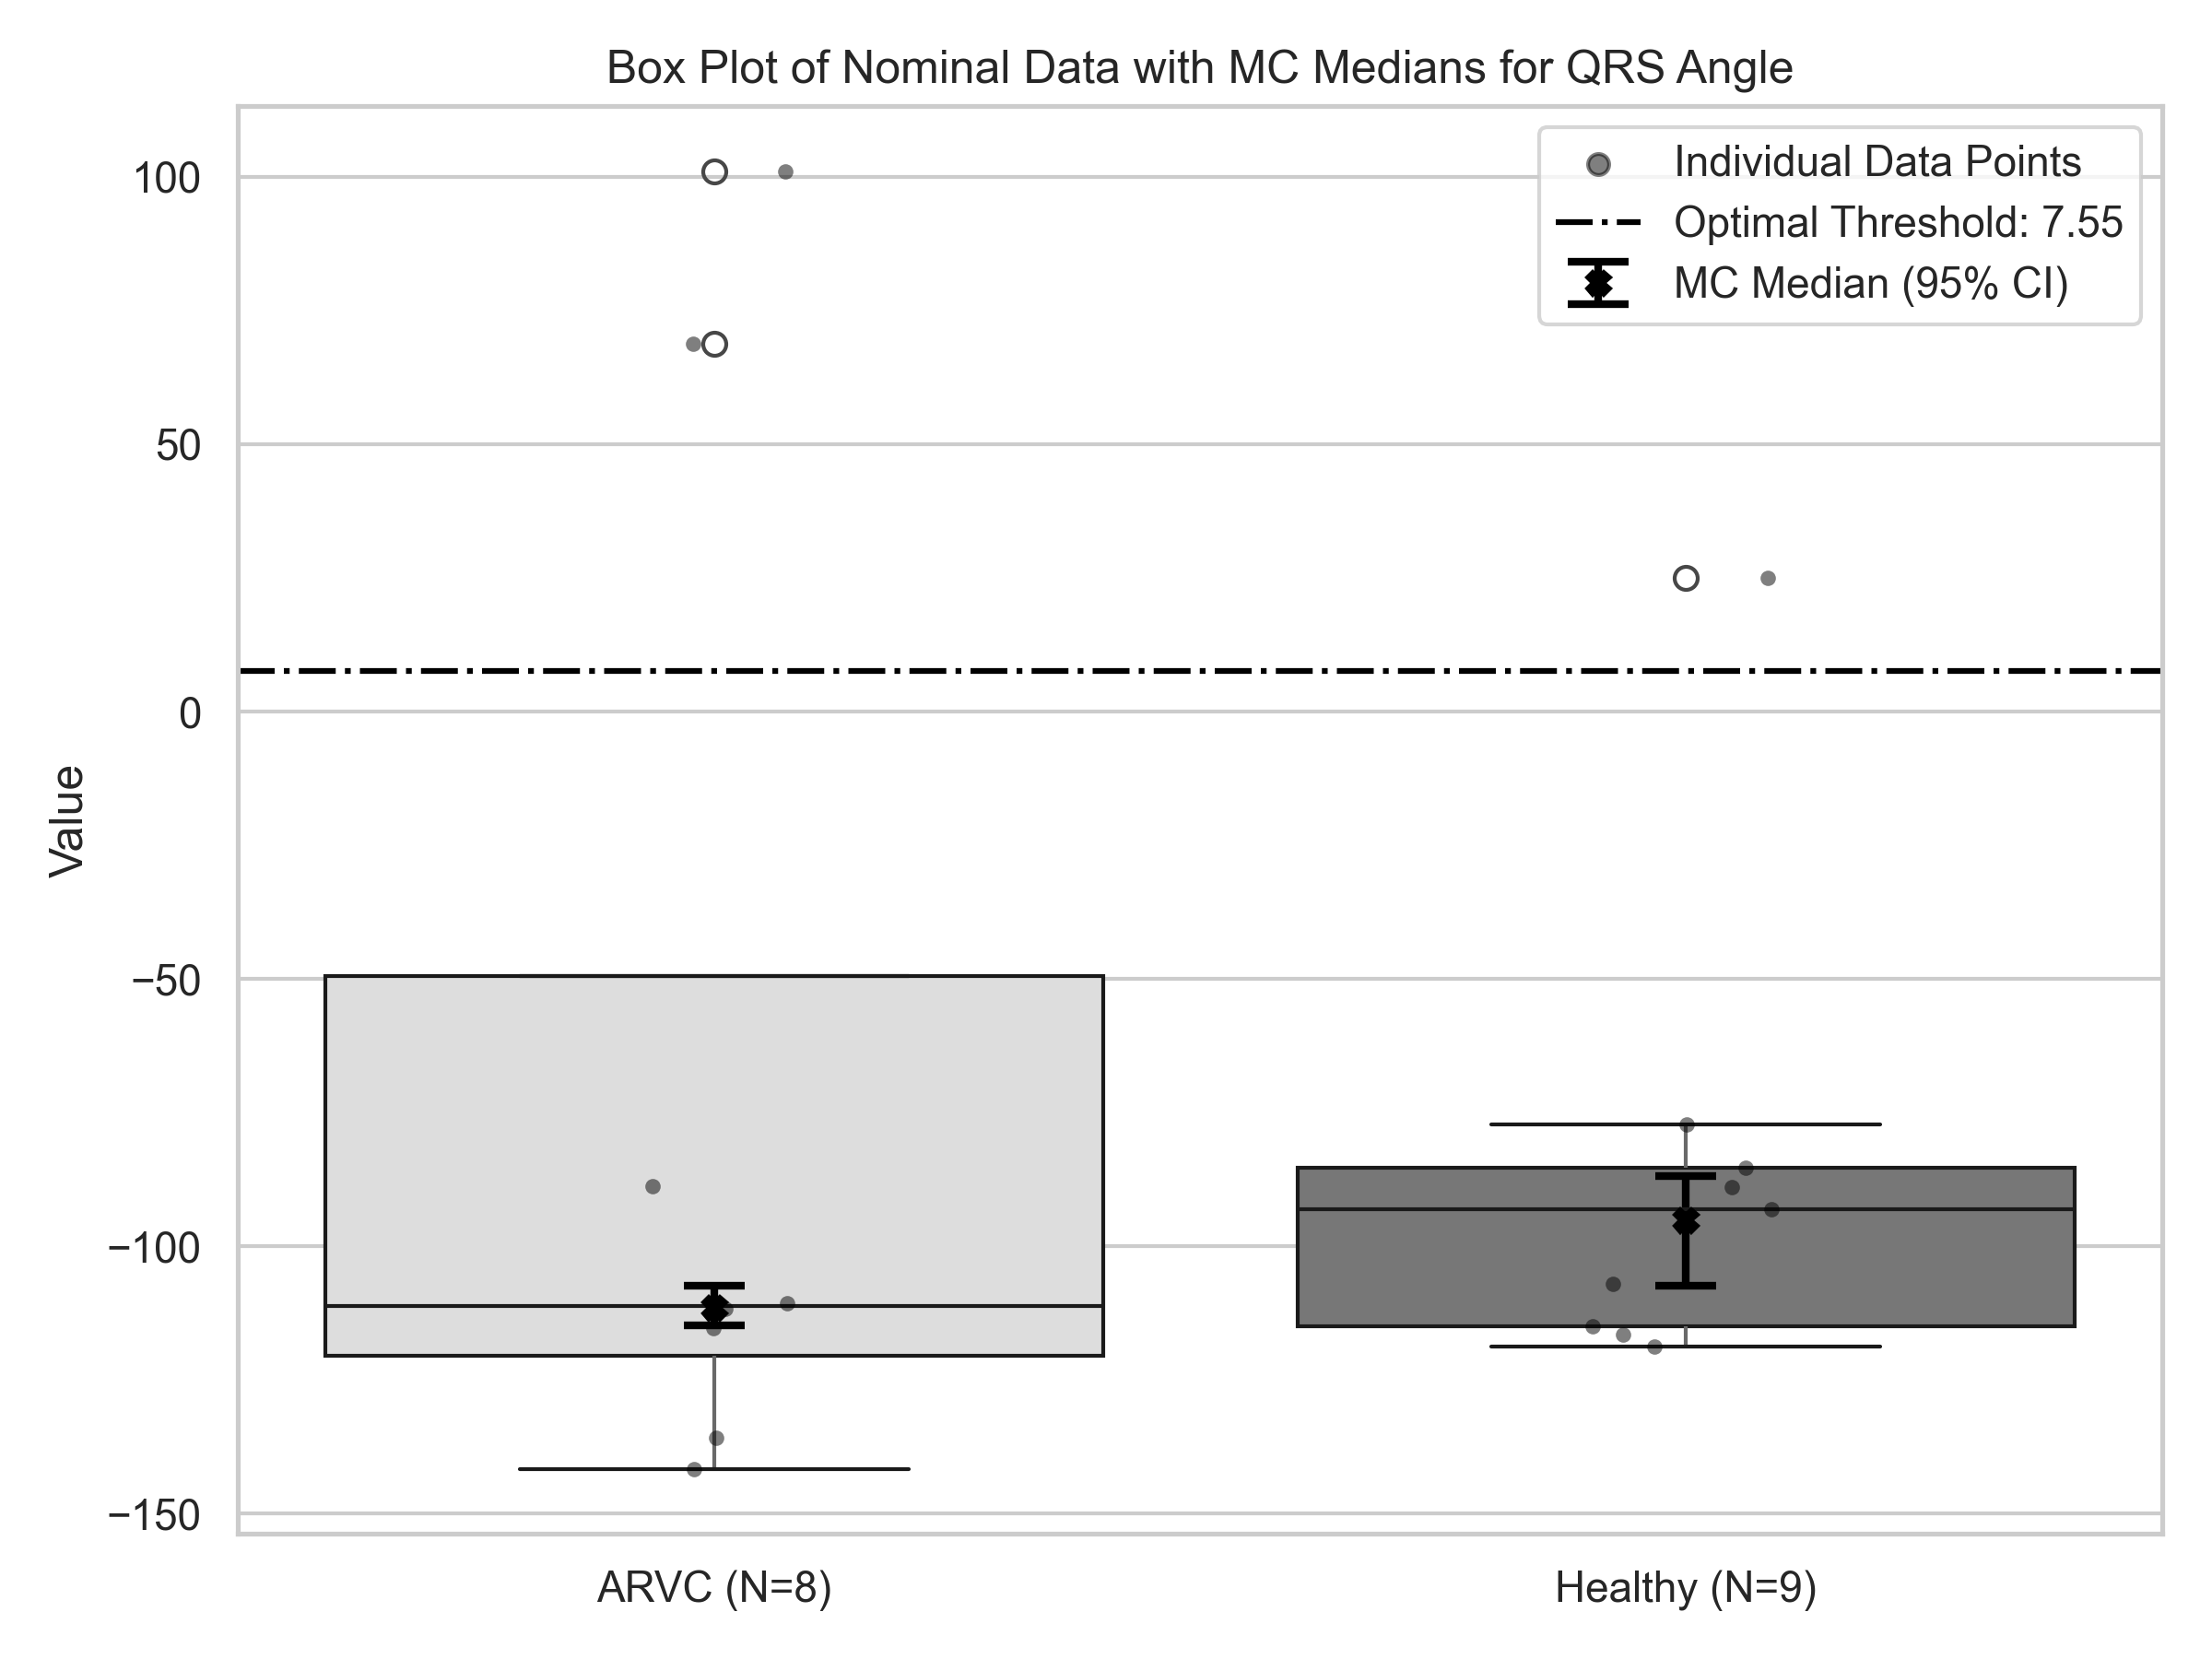 Box Plot of Nominal Data with MC Medians for QRS Angle
Individual Data Points
Optimal Threshold: 7.55
MC Median (95% CI)
Value
100
50
0
−50
−100
−150
ARVC (N=8)
Healthy (N=9)